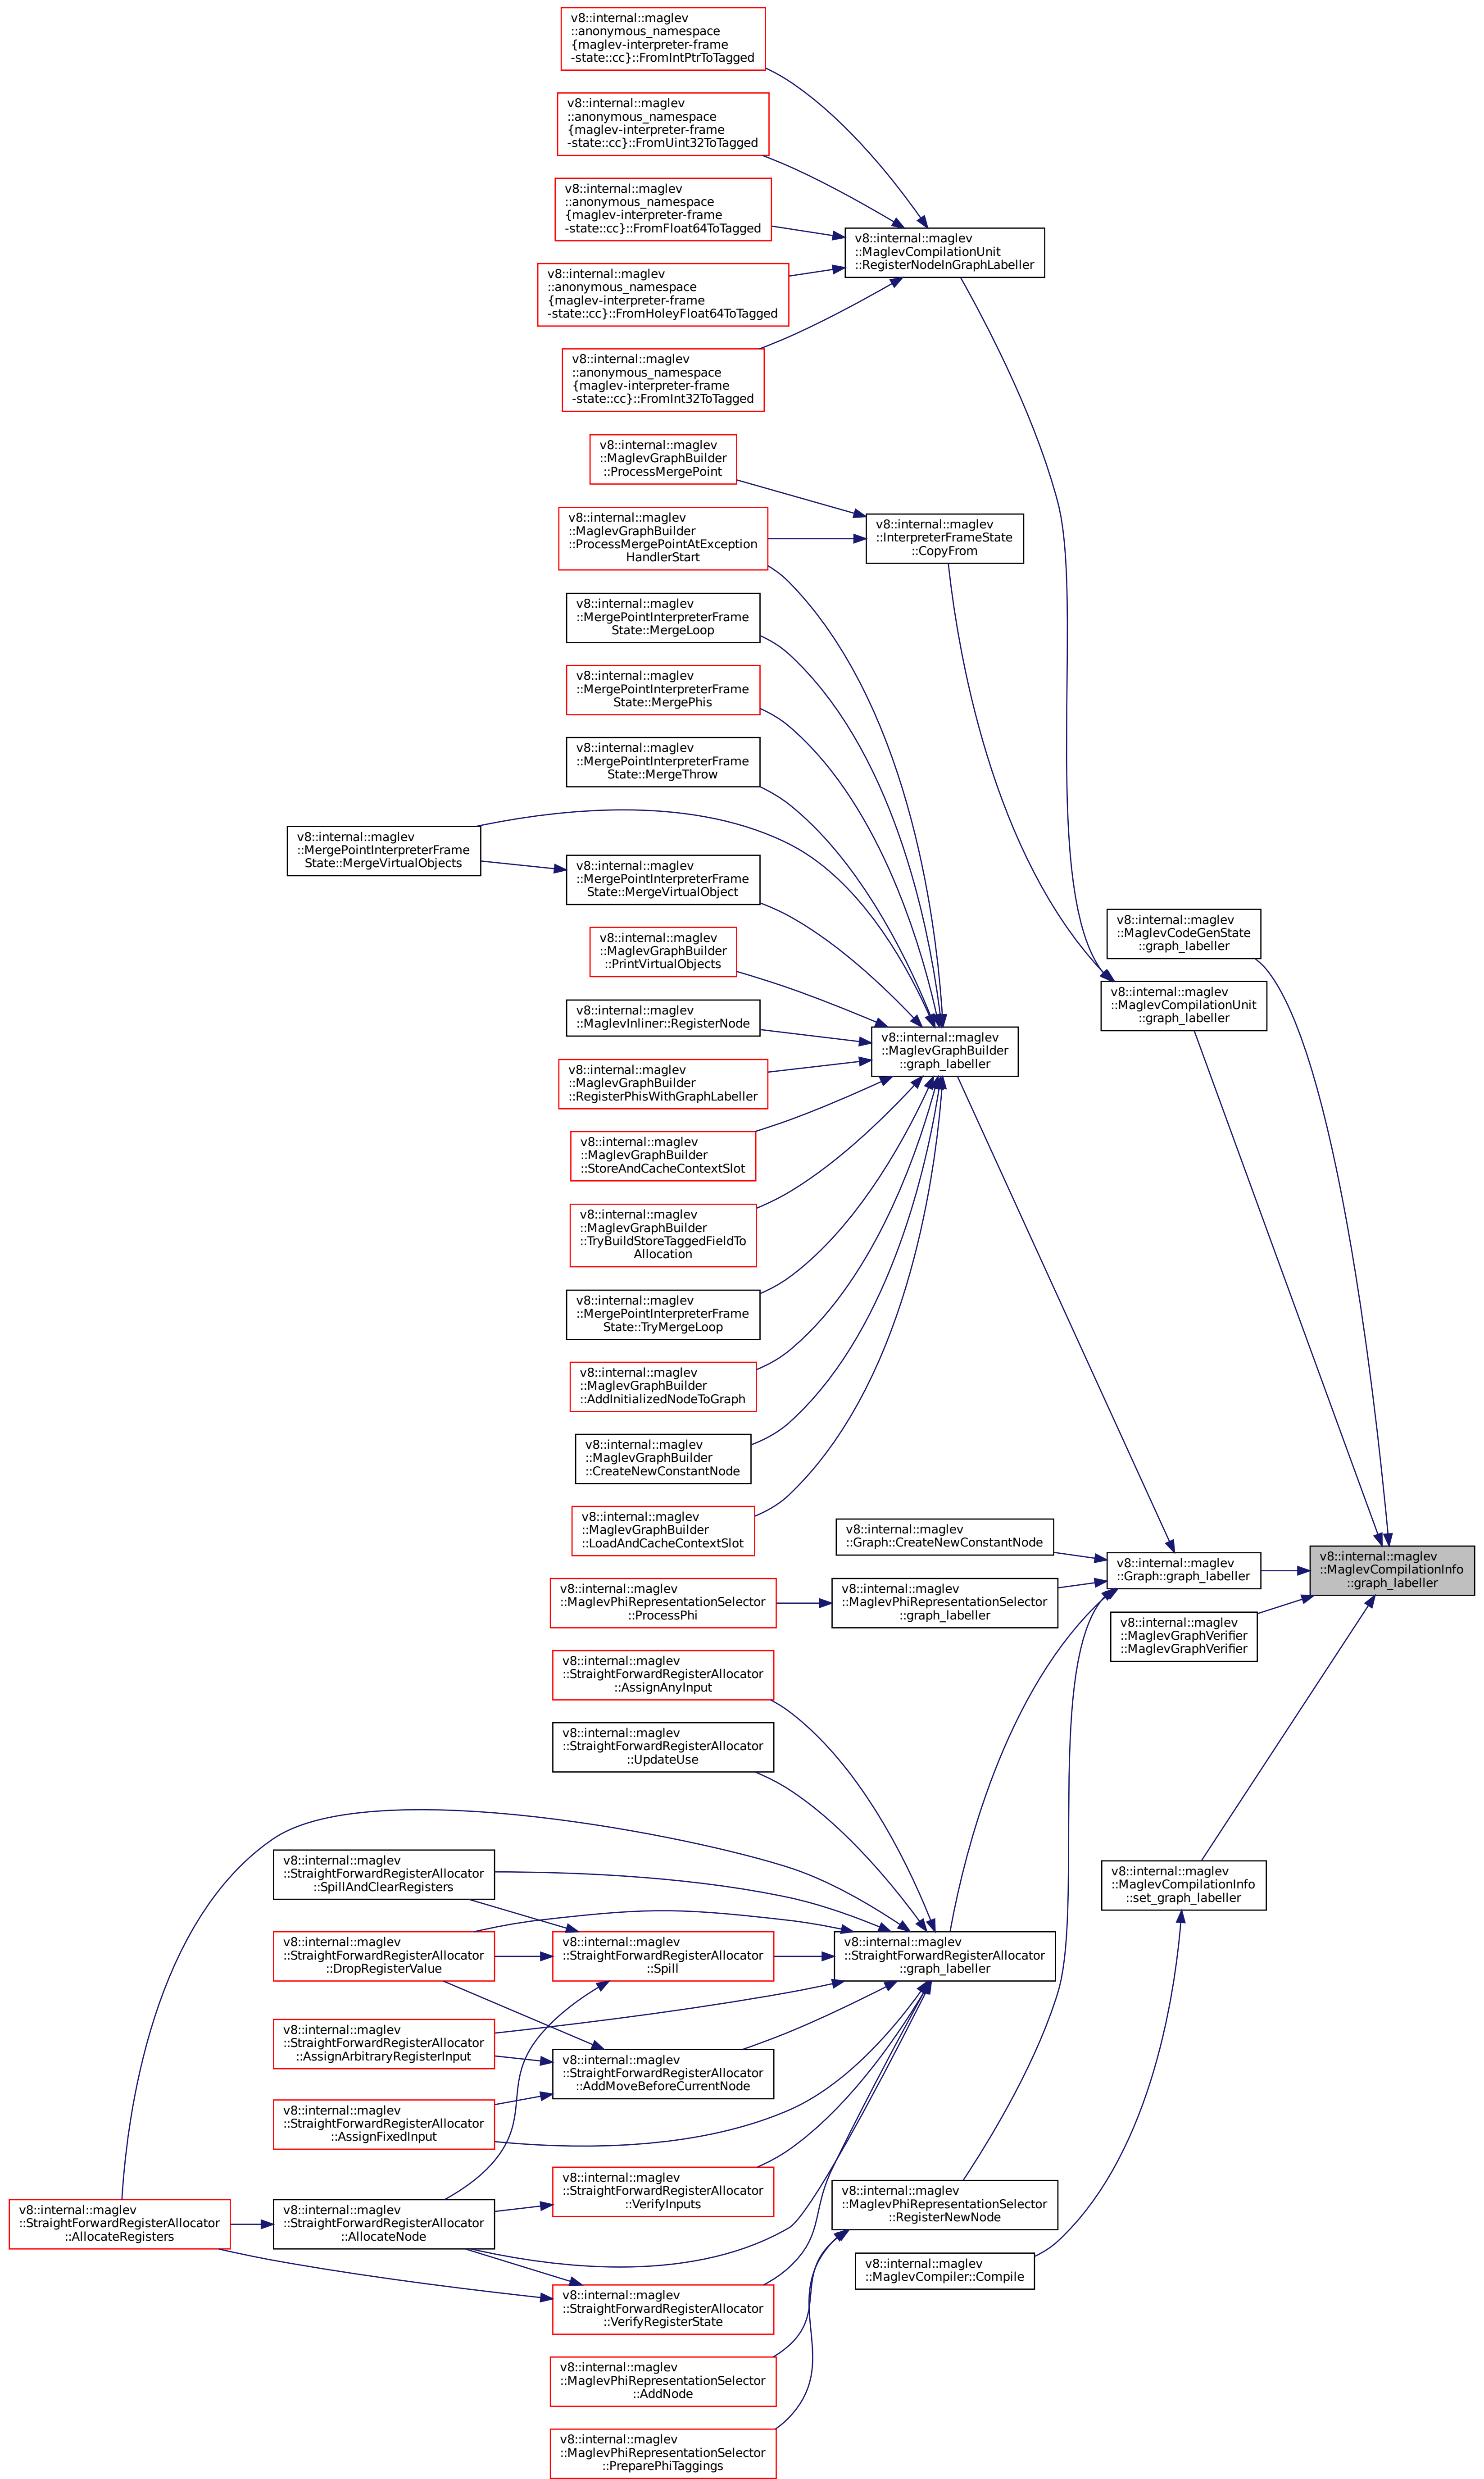 v8::internal::maglev
::anonymous_namespace
{maglev-interpreter-frame
-state::cc}::FromIntPtrToTagged
v8::internal::maglev
::anonymous_namespace
{maglev-interpreter-frame
-state::cc}::FromUint32ToTagged
v8::internal::maglev
::anonymous_namespace
{maglev-interpreter-frame
-state::cc}::FromFloat64ToTagged
v8::internal::maglev
::MaglevCompilationUnit
::RegisterNodeInGraphLabeller
v8::internal::maglev
::anonymous_namespace
{maglev-interpreter-frame
-state::cc}::FromHoleyFloat64ToTagged
v8::internal::maglev
::anonymous_namespace
{maglev-interpreter-frame
-state::cc}::FromInt32ToTagged
v8::internal::maglev
::MaglevGraphBuilder
::ProcessMergePoint
v8::internal::maglev
::MaglevGraphBuilder
::ProcessMergePointAtException
HandlerStart
v8::internal::maglev
::InterpreterFrameState
::CopyFrom
v8::internal::maglev
::MergePointInterpreterFrame
State::MergeLoop
v8::internal::maglev
::MergePointInterpreterFrame
State::MergePhis
v8::internal::maglev
::MergePointInterpreterFrame
State::MergeThrow
v8::internal::maglev
::MergePointInterpreterFrame
State::MergeVirtualObjects
v8::internal::maglev
::MergePointInterpreterFrame
State::MergeVirtualObject
v8::internal::maglev
::MaglevGraphBuilder
::PrintVirtualObjects
v8::internal::maglev
::MaglevCodeGenState
::graph_labeller
v8::internal::maglev
::MaglevCompilationUnit
::graph_labeller
v8::internal::maglev
::MaglevInliner::RegisterNode
v8::internal::maglev
::MaglevGraphBuilder
::graph_labeller
v8::internal::maglev
::MaglevGraphBuilder
::RegisterPhisWithGraphLabeller
v8::internal::maglev
::MaglevGraphBuilder
::StoreAndCacheContextSlot
v8::internal::maglev
::MaglevGraphBuilder
::TryBuildStoreTaggedFieldTo
Allocation
v8::internal::maglev
::MergePointInterpreterFrame
State::TryMergeLoop
v8::internal::maglev
::MaglevGraphBuilder
::AddInitializedNodeToGraph
v8::internal::maglev
::MaglevGraphBuilder
::CreateNewConstantNode
v8::internal::maglev
::MaglevGraphBuilder
::LoadAndCacheContextSlot
v8::internal::maglev
::Graph::CreateNewConstantNode
v8::internal::maglev
::Graph::graph_labeller
v8::internal::maglev
::MaglevCompilationInfo
::graph_labeller
v8::internal::maglev
::MaglevPhiRepresentationSelector
::ProcessPhi
v8::internal::maglev
::MaglevPhiRepresentationSelector
::graph_labeller
v8::internal::maglev
::MaglevGraphVerifier
::MaglevGraphVerifier
v8::internal::maglev
::StraightForwardRegisterAllocator
::AssignAnyInput
v8::internal::maglev
::StraightForwardRegisterAllocator
::UpdateUse
v8::internal::maglev
::StraightForwardRegisterAllocator
::SpillAndClearRegisters
v8::internal::maglev
::MaglevCompilationInfo
::set_graph_labeller
v8::internal::maglev
::StraightForwardRegisterAllocator
::DropRegisterValue
v8::internal::maglev
::StraightForwardRegisterAllocator
::Spill
v8::internal::maglev
::StraightForwardRegisterAllocator
::graph_labeller
v8::internal::maglev
::StraightForwardRegisterAllocator
::AssignArbitraryRegisterInput
v8::internal::maglev
::StraightForwardRegisterAllocator
::AddMoveBeforeCurrentNode
v8::internal::maglev
::StraightForwardRegisterAllocator
::AssignFixedInput
v8::internal::maglev
::StraightForwardRegisterAllocator
::VerifyInputs
v8::internal::maglev
::MaglevPhiRepresentationSelector
::RegisterNewNode
v8::internal::maglev
::StraightForwardRegisterAllocator
::AllocateRegisters
v8::internal::maglev
::StraightForwardRegisterAllocator
::AllocateNode
v8::internal::maglev
::MaglevCompiler::Compile
v8::internal::maglev
::StraightForwardRegisterAllocator
::VerifyRegisterState
v8::internal::maglev
::MaglevPhiRepresentationSelector
::AddNode
v8::internal::maglev
::MaglevPhiRepresentationSelector
::PreparePhiTaggings